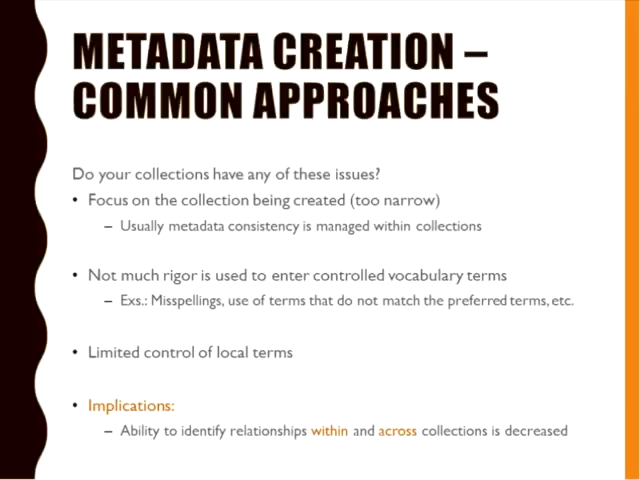 METADATA CREATION –
COMMON APPROACHES
Do your collections have any of these issues?
• Focus on the collection being created (too narrow)
– Usually metadata consistency is managed within collections
• Not much rigor is used to enter controlled vocabulary terms
– Exs.: Misspellings, use of terms that do not match the preferred terms, etc.
• Limited control of local terms
• Implications:
– Ability to identify relationships within and across collections is decreased